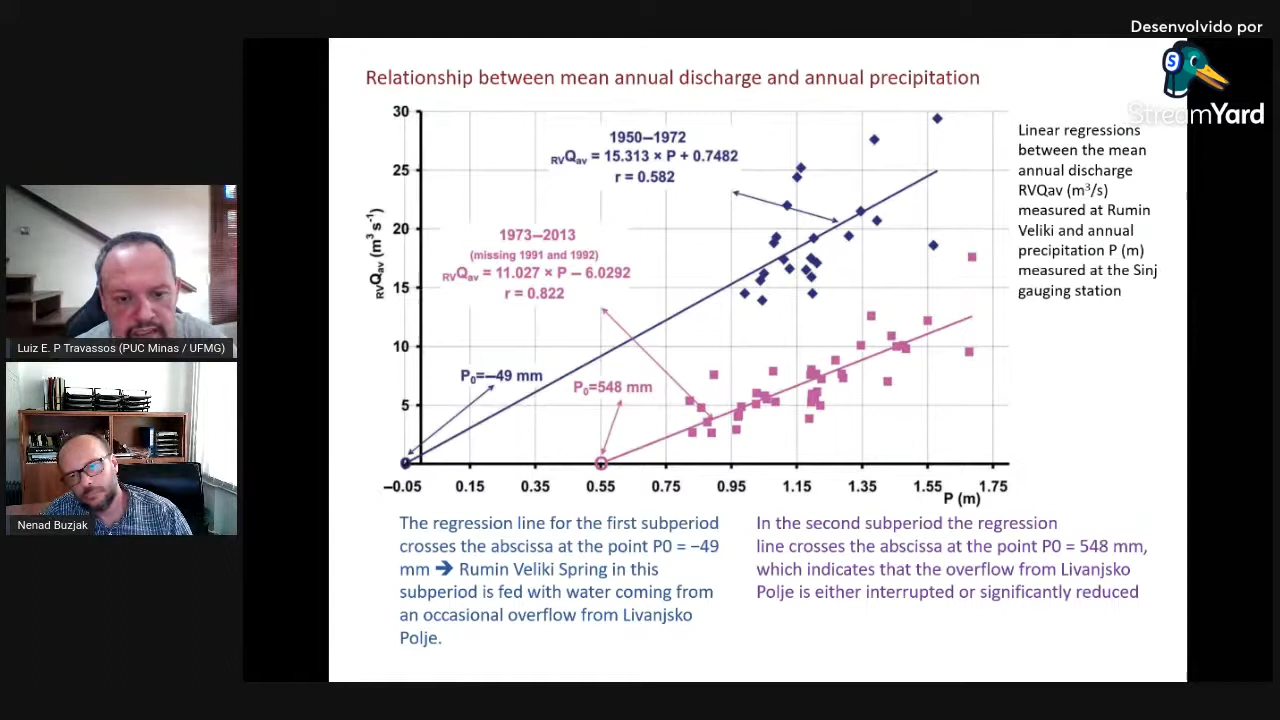 Desenvolvido por
StreamYard
Relationship between mean annual discharge and annual precipitation
30
25
20
15
10
5
RVQav (m3 s-1)
1950–1972
RVQav = 15.313 × P + 0.7482
r = 0.582
1973–2013
(missing 1991 and 1992)
RVQav = 11.027 × P – 6.0292
r = 0.822
P0=–49 mm
P0=548 mm
–0.05 0.15 0.35 0.55 0.75 0.95 1.15 1.35 1.55 1.75
P (m)
Linear regressions
between the mean
annual discharge
RVQav (m³/s)
measured at Rumin
Veliki and annual
precipitation P (m)
measured at the Sinj
gauging station
The regression line for the first subperiod
crosses the abscissa at the point P0 = −49
mm 🡺 Rumin Veliki Spring in this
subperiod is fed with water coming from
an occasional overflow from Livanjsko
Polje.
In the second subperiod the regression
line crosses the abscissa at the point P0 = 548 mm,
which indicates that the overflow from Livanjsko
Polje is either interrupted or significantly reduced
Luiz E. P Travassos (PUC Minas / UFMG)
Nenad Buzjak